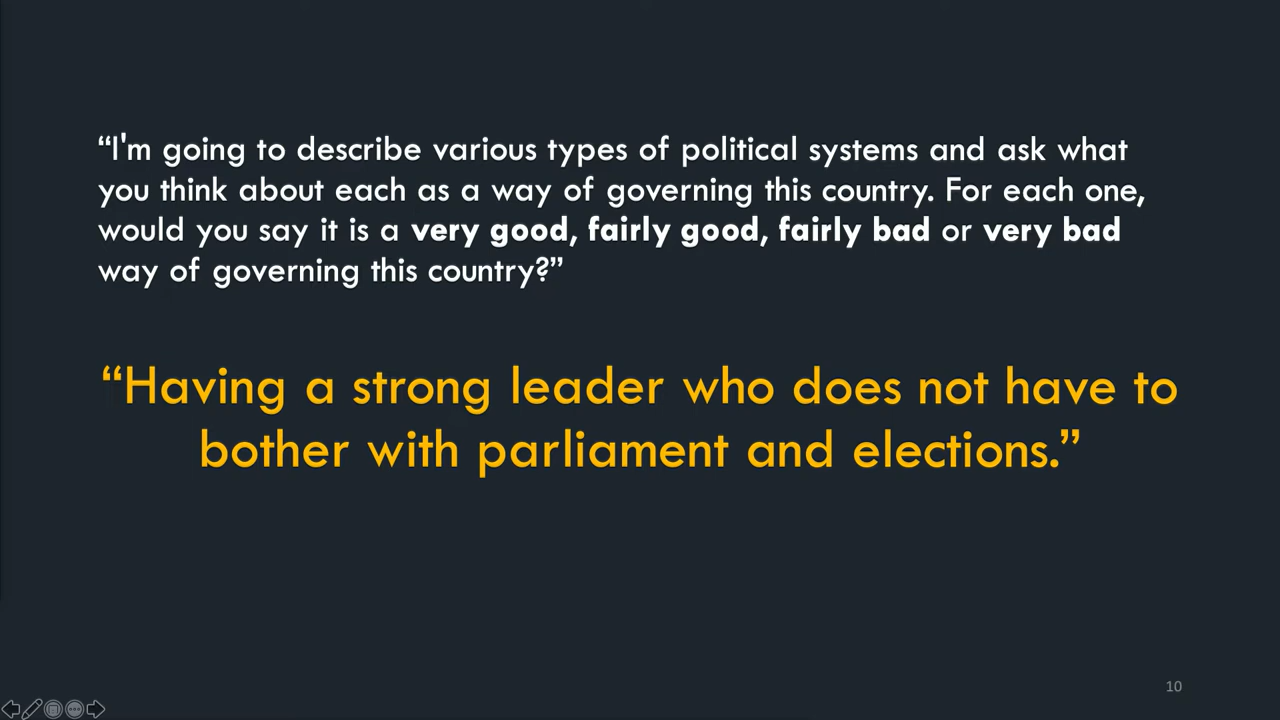 “I'm going to describe various types of political systems and ask what
you think about each as a way of governing this country. For each one,
would you say it is a very good, fairly good, fairly bad or very bad
way of governing this country?”
“Having a strong leader who does not have to
bother with parliament and elections.”
10